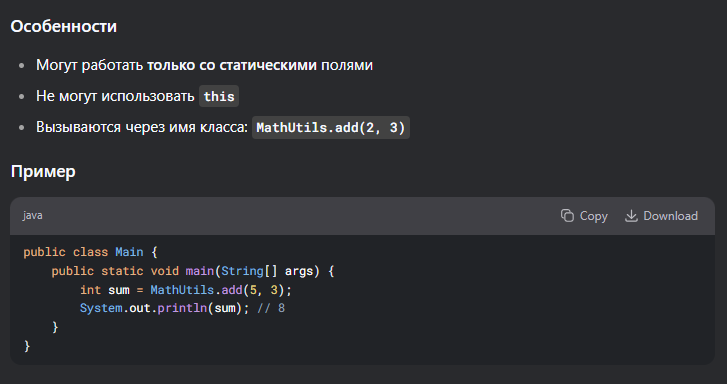 Особенности
Могут работать только со статическими полями
Не могут использовать this
Вызываются через имя класса: MathUtils.add(2, 3)
Пример
java Copy Download
public class Main {
    public static void main(String[] args) {
        int sum = MathUtils.add(5, 3);
        System.out.println(sum); // 8
    }
}